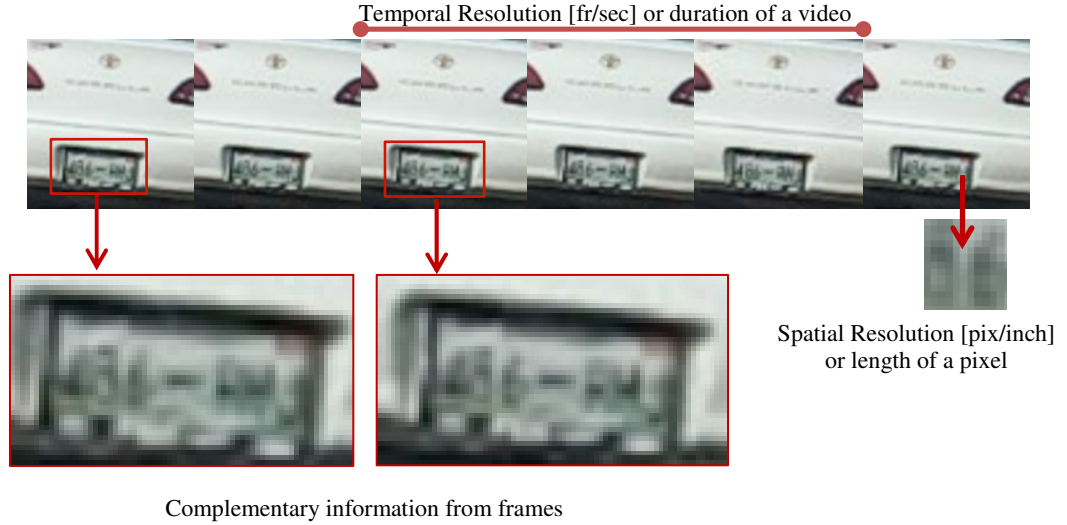 Temporal Resolution [fr/sec] or duration of a video
Spatial Resolution [pix/inch]
or length of a pixel
Complementary information from frames